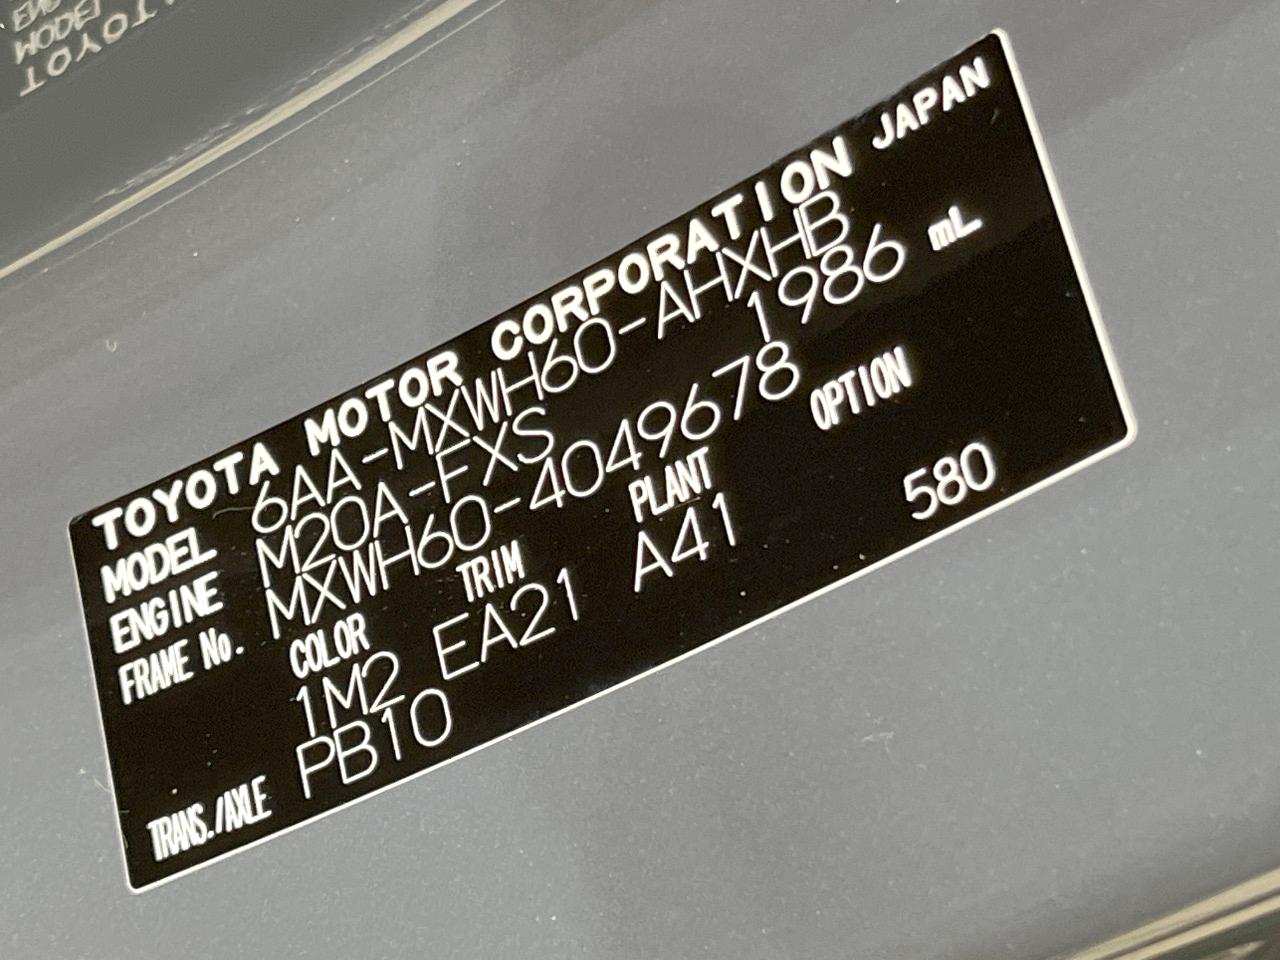 TOYOTA MOTOR CORPORATION JAPAN
MODEL 6AA-MXWH60-AHXHB
ENGINE M20A-FXS 1986 mL
FRAME No. MXWH60-4049678
COLOR TRIM PLANT OPTION
1M2 EA21 A41 580
TRANS./AXLE PB10